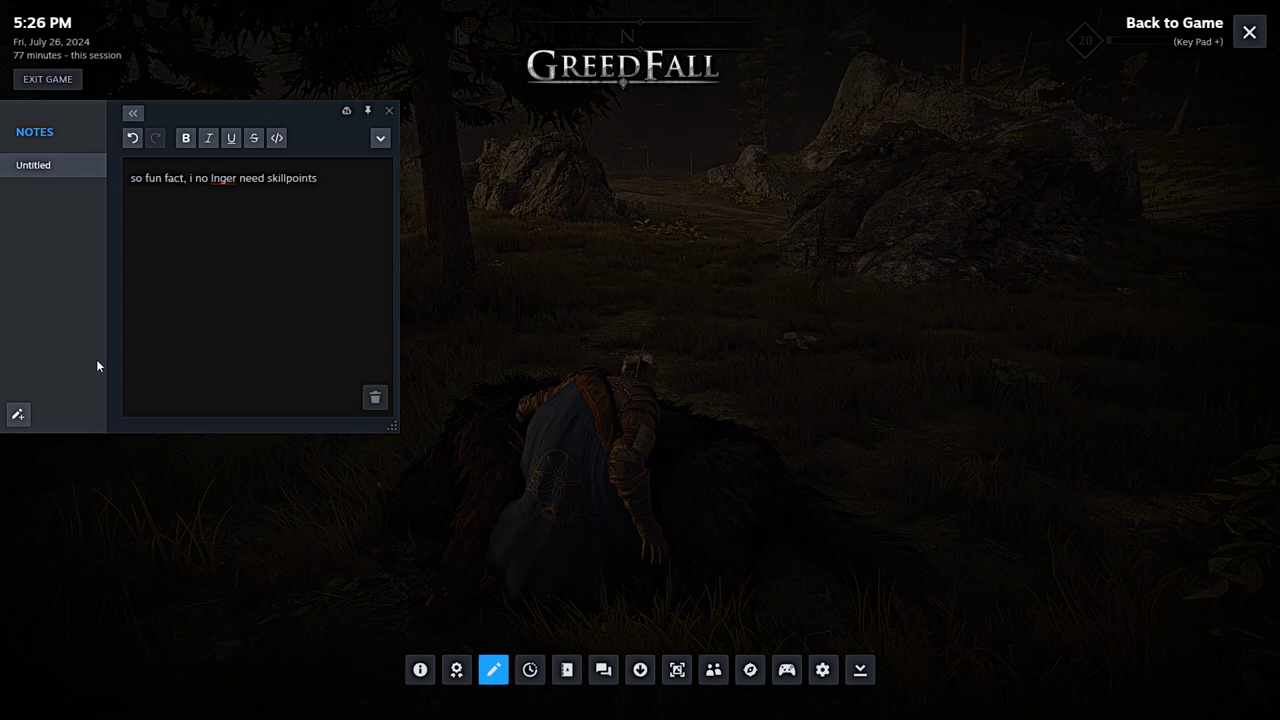 5:26 PM
Fri, July 26, 2024
77 minutes - this session
EXIT GAME
N
GREEDFALL
20
Back to Game
(Key Pad +)
NOTES
Untitled
B I U S </>
so fun fact, i no lnger need skillpoints